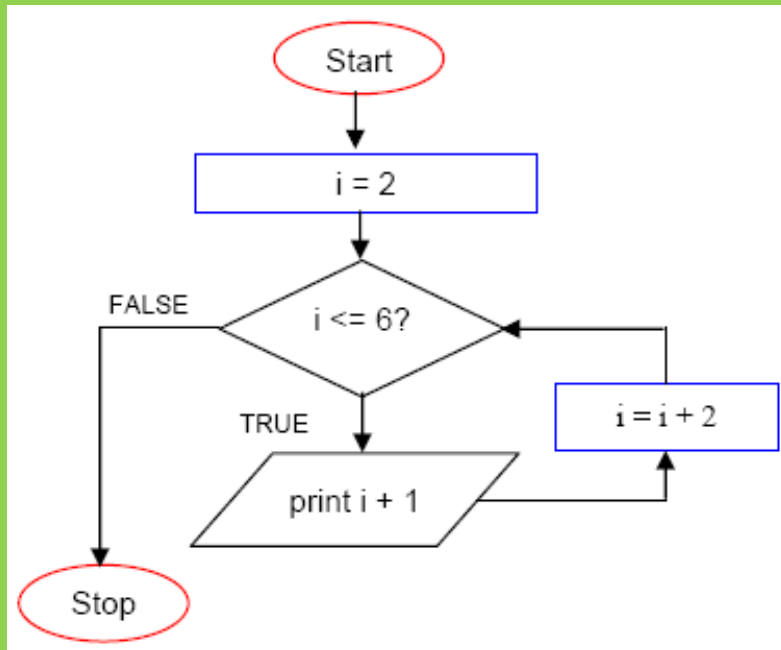 Start
i = 2
FALSE
i <= 6?
TRUE
i = i + 2
print i + 1
Stop